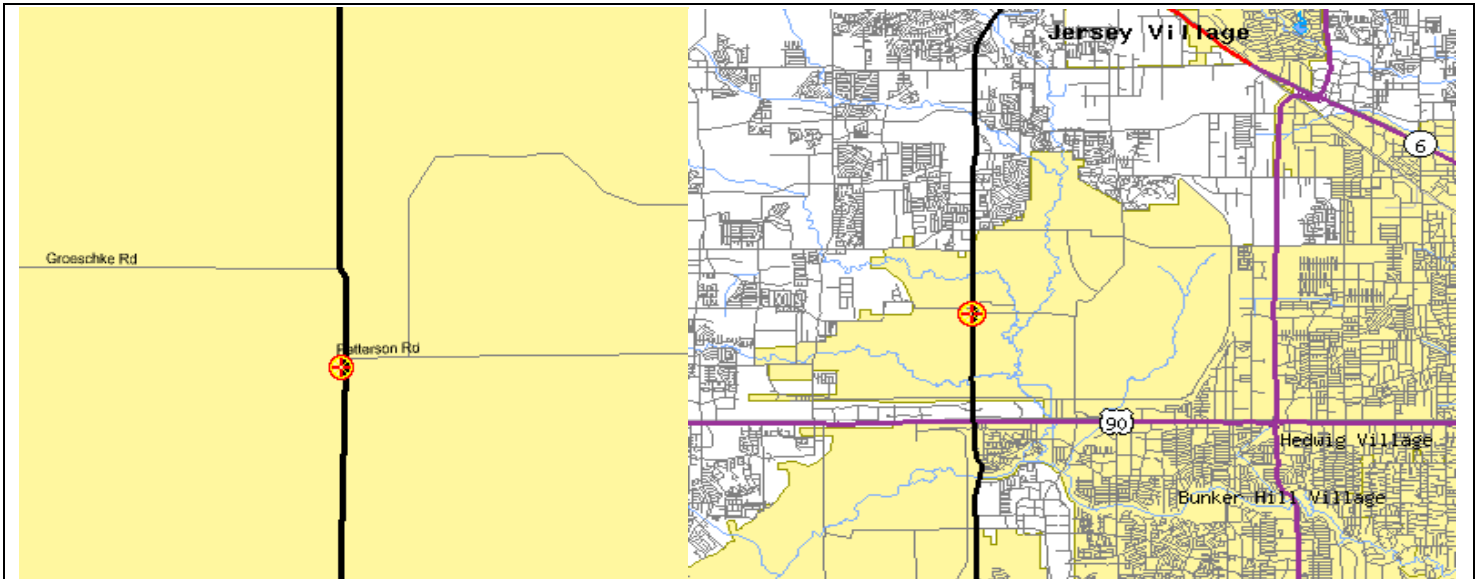 Groeschke Rd
Patterson Rd
Jersey Village
6
90
Hedwig Village
Bunker Hill Village